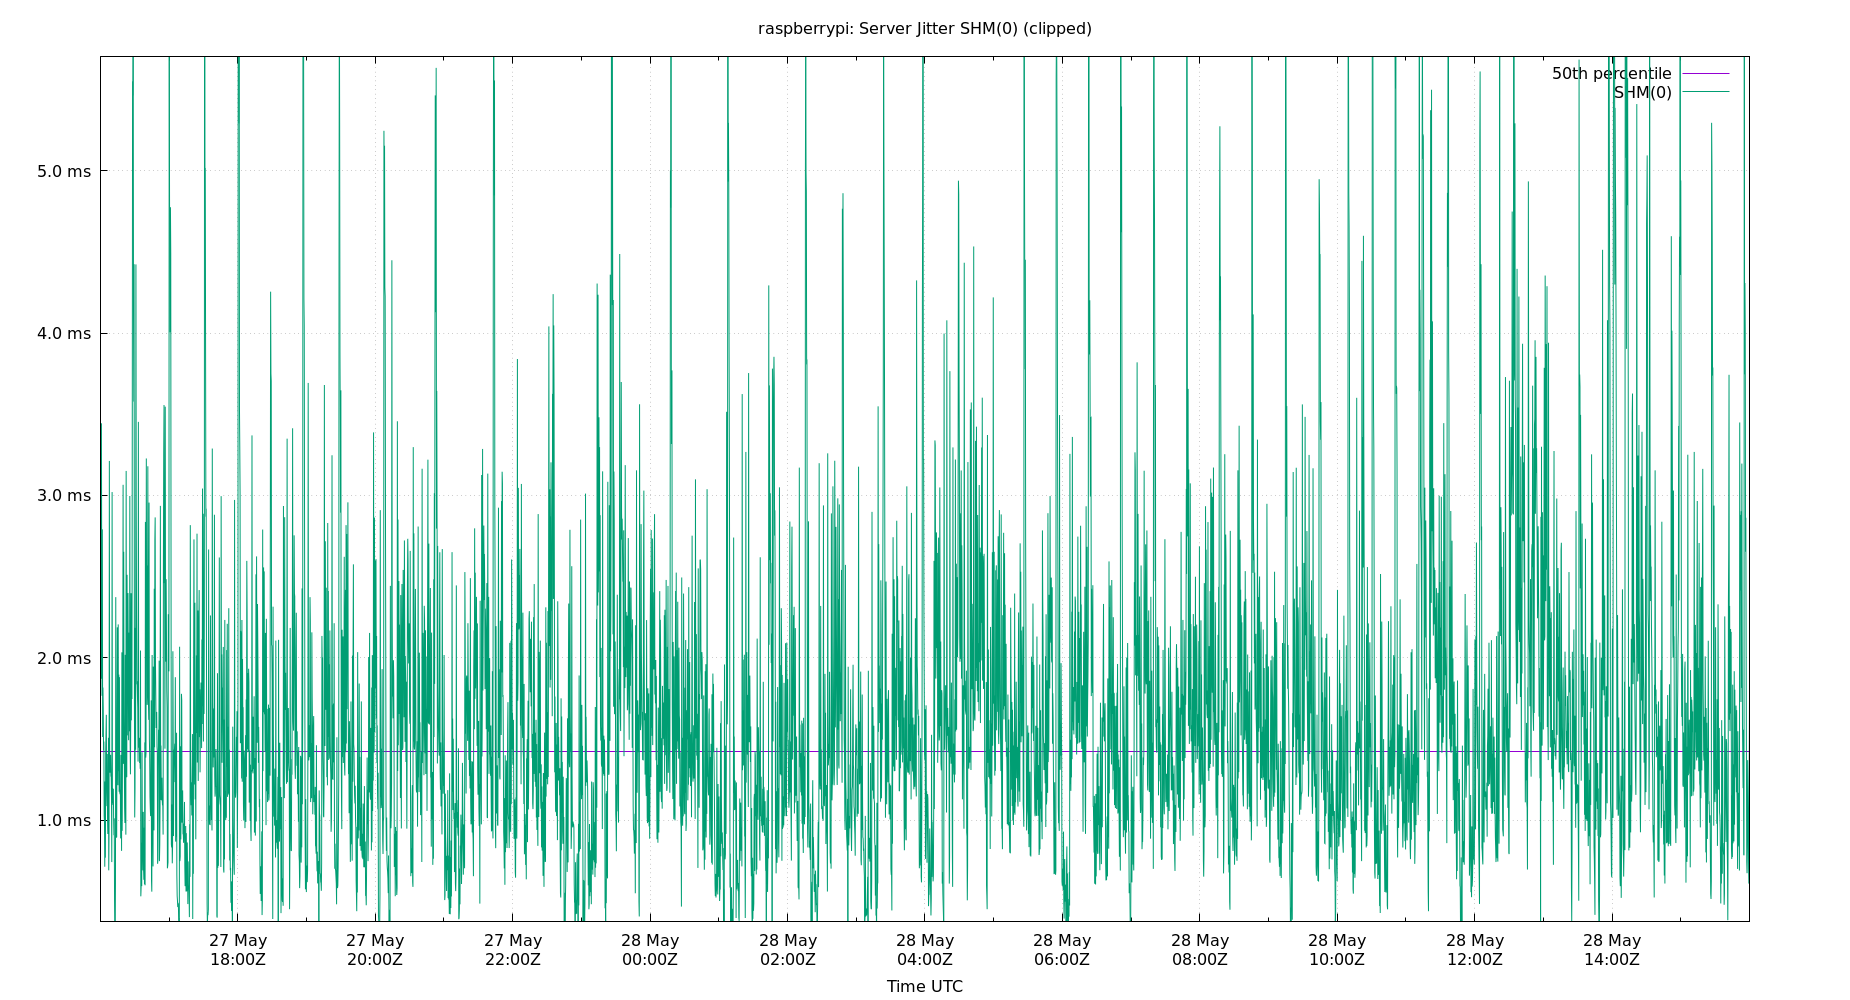 raspberrypi: Server Jitter SHM(0) (clipped)
50th percentile
SHM(0)
5.0 ms
4.0 ms
3.0 ms
2.0 ms
1.0 ms
27 May 27 May 27 May 28 May 28 May 28 May 28 May 28 May 28 May 28 May 28 May
18:00Z 20:00Z 22:00Z 00:00Z 02:00Z 04:00Z 06:00Z 08:00Z 10:00Z 12:00Z 14:00Z
Time UTC